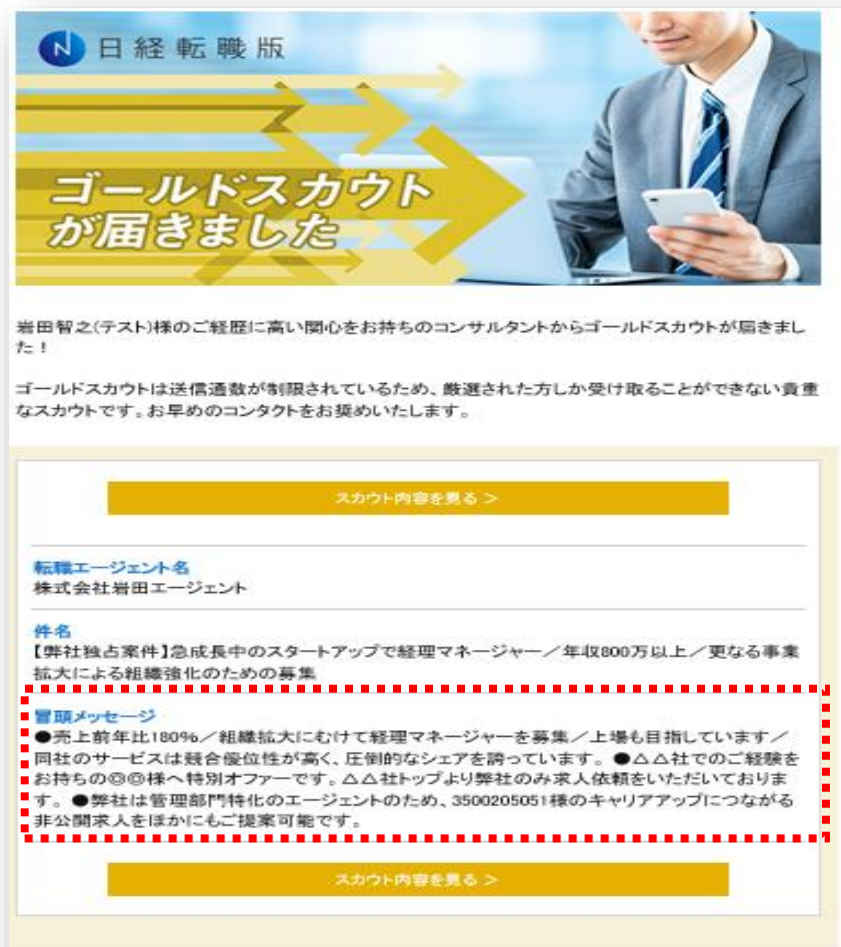 日経転職版
ゴールドスカウト
が届きました
岩田智之(テスト)様のご経歴に高い関心をお持ちのコンサルタントからゴールドスカウトが届きまし
た！
ゴールドスカウトは送信通数が制限されているため、厳選された方しか受け取ることができない貴重
なスカウトです。お早めのコンタクトをお奨めいたします。
スカウト内容を見る ＞
転職エージェント名
株式会社岩田エージェント
件名
【弊社独占案件】急成長中のスタートアップで経理マネージャー／年収800万以上／更なる事業
拡大による組織強化のための募集
冒頭メッセージ
●売上前年比180%／組織拡大にむけて経理マネージャーを募集／上場も目指しています／
同社のサービスは競合優位性が高く、圧倒的なシェアを誇っています。●△△社でのご経験を
お持ちの◎◎様へ特別オファーです。△△社トップより弊社のみ求人依頼をいただいておりま
す。●弊社は管理部門特化のエージェントのため、3500205051様のキャリアアップにつながる
非公開求人をほかにもご提案可能です。
スカウト内容を見る ＞